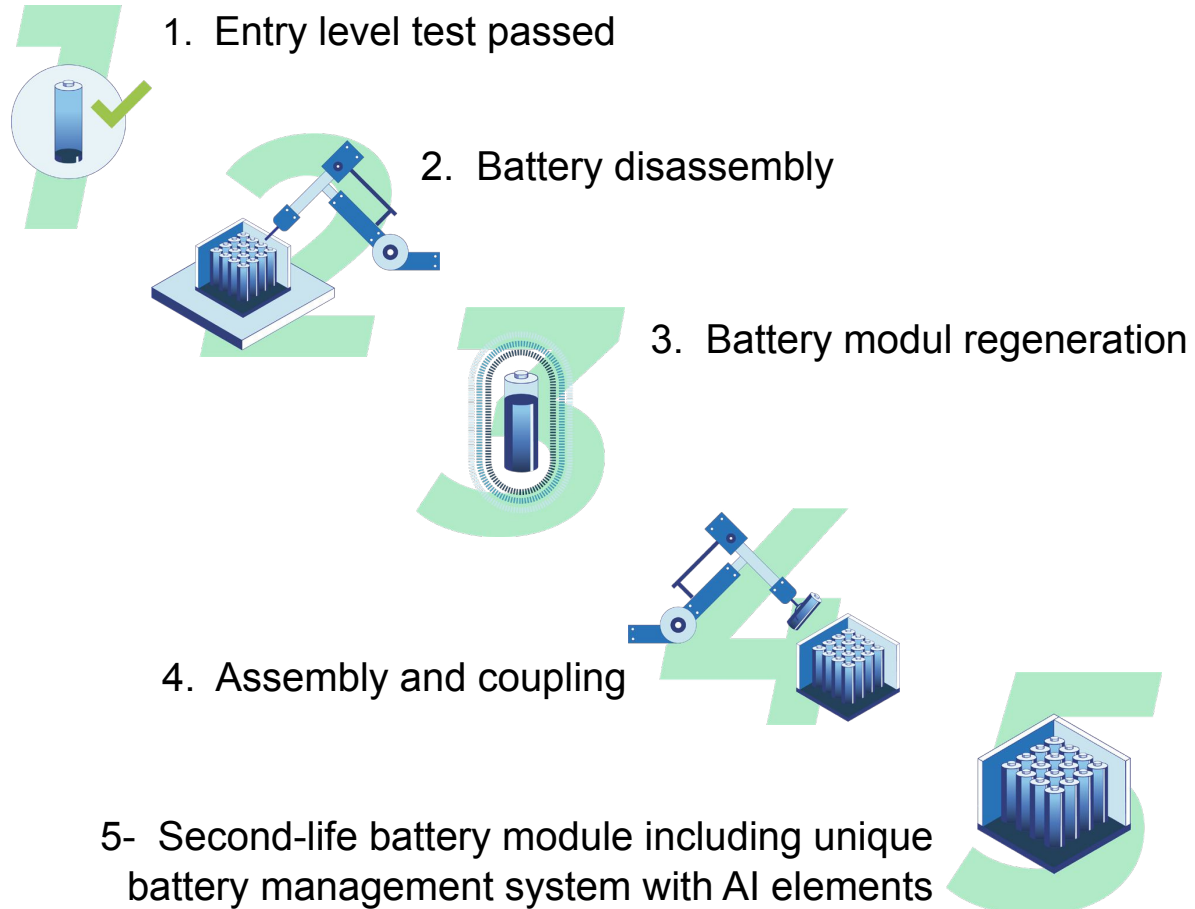 1. Entry level test passed
2. Battery disassembly
3. Battery modul regeneration
4. Assembly and coupling
5- Second-life battery module including unique
battery management system with AI elements